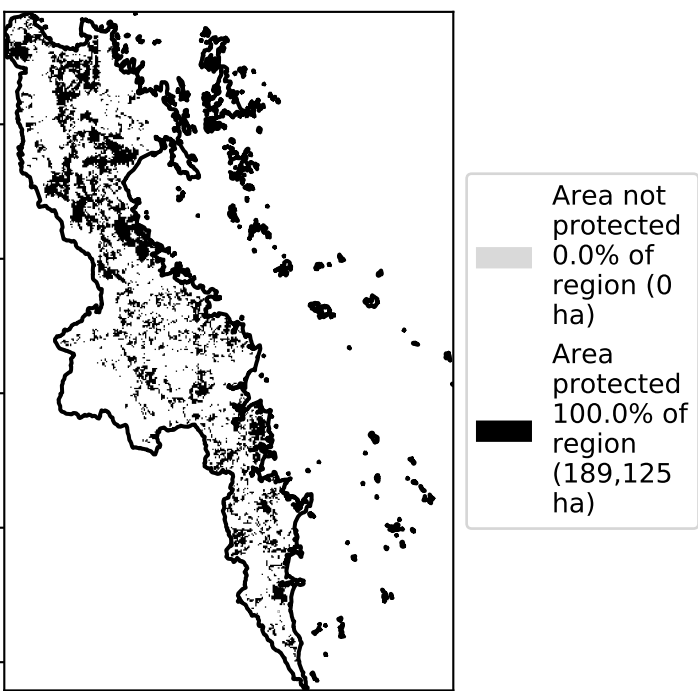 Area not
protected
0.0% of
region (0
ha)
Area
protected
100.0% of
region
(189,125
ha)